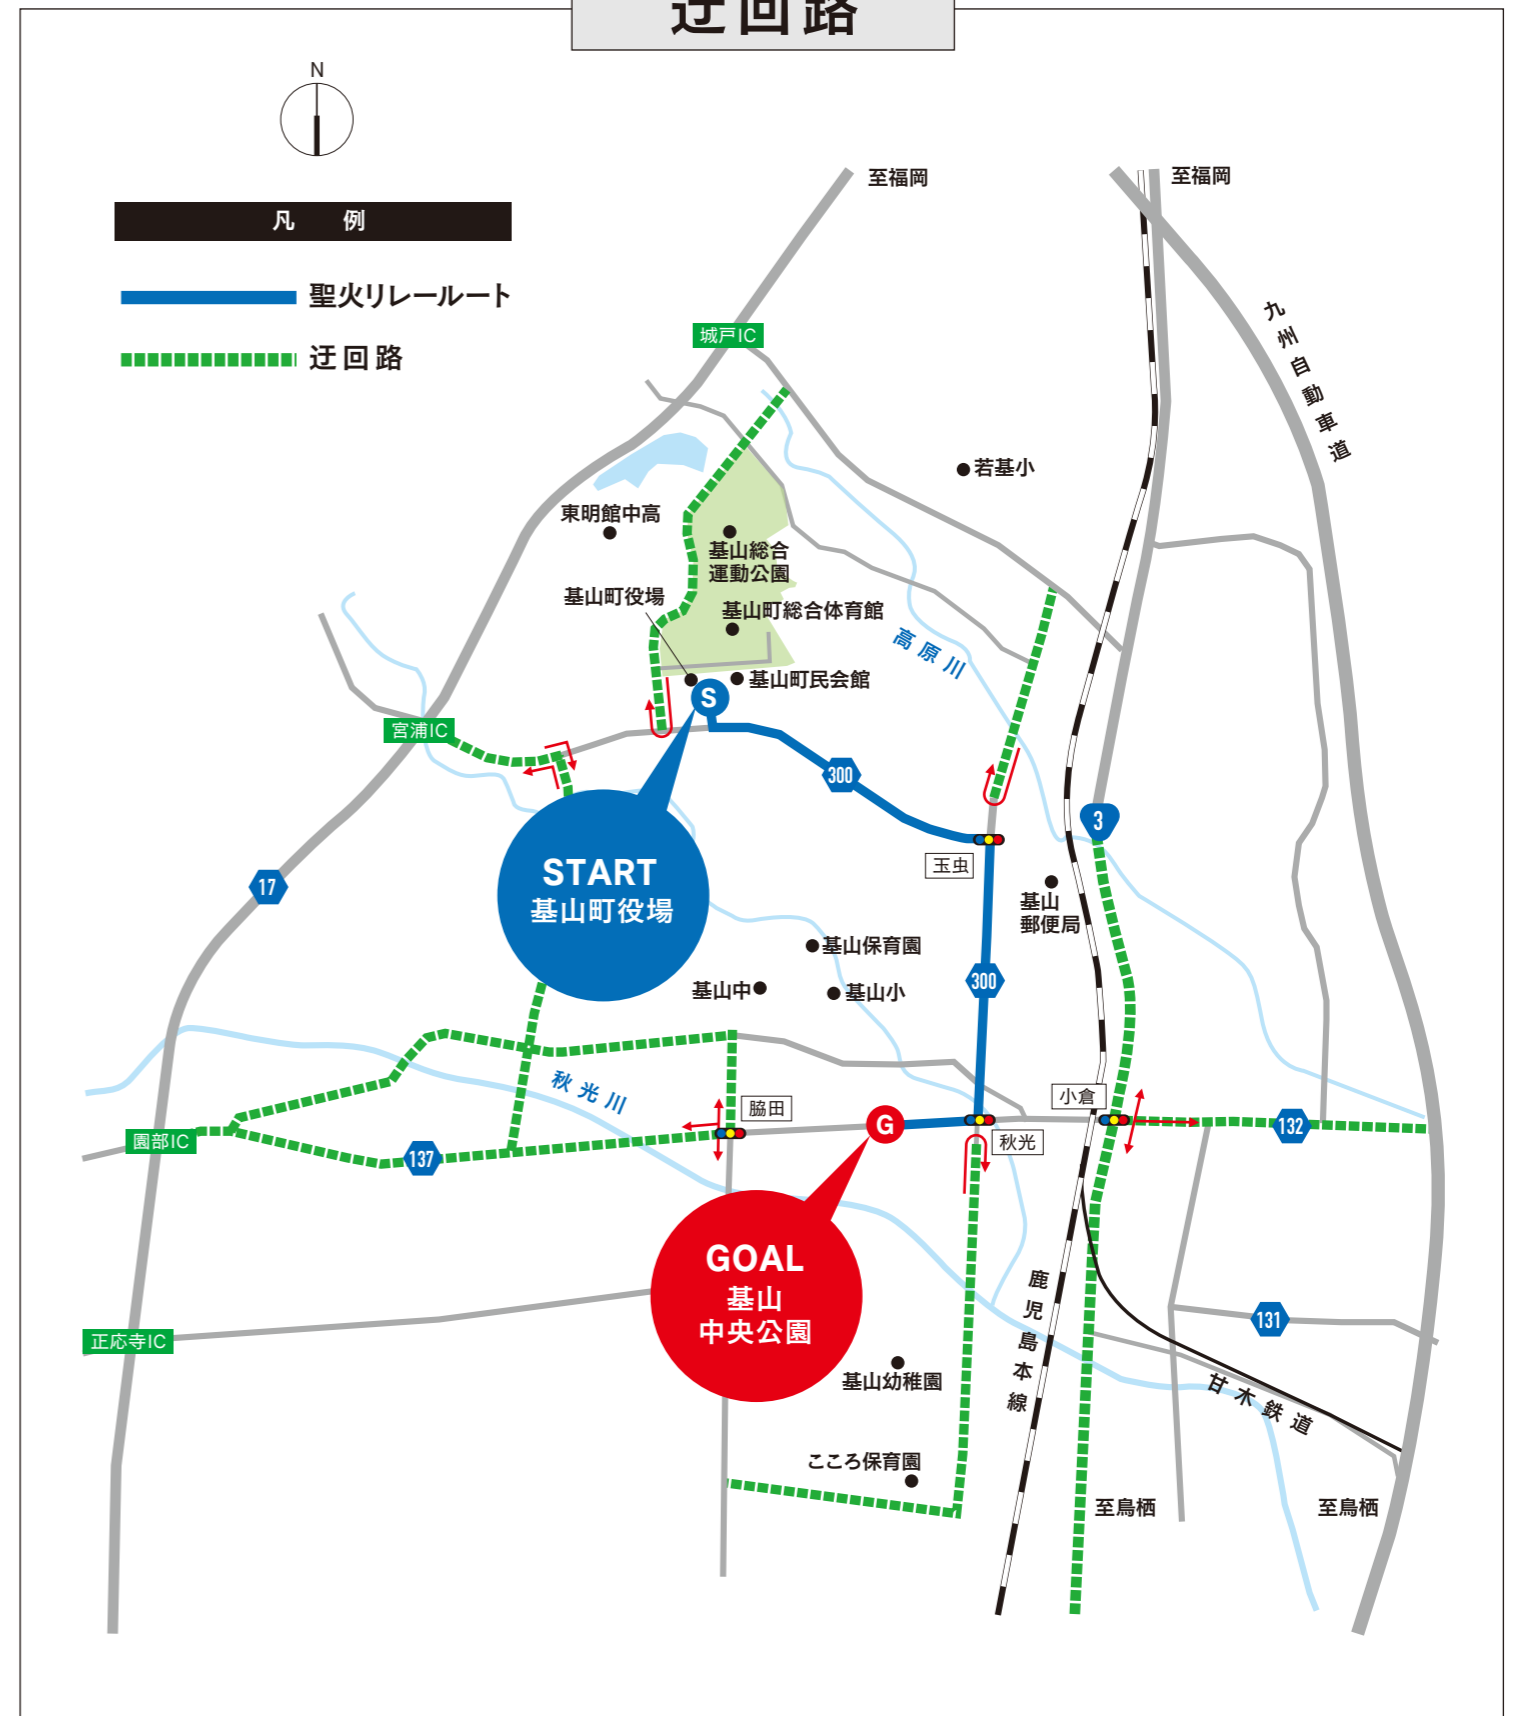 迂回路
N
凡 例
聖火リレールート
迂回路
至福岡
至福岡
九州自動車道
城戸IC
若基小
東明館中高
基山総合
運動公園
基山町役場
基山町総合体育館
高原川
基山町民会館
S
宮浦IC
300
3
玉虫
17
START
基山町役場
基山
郵便局
基山保育園
基山中
基山小
300
秋光川
脇田
小倉
園部IC
G
秋光
132
137
GOAL
基山
中央公園
鹿児島本線
131
正応寺IC
基山幼稚園
甘木鉄道
こころ保育園
至鳥栖
至鳥栖